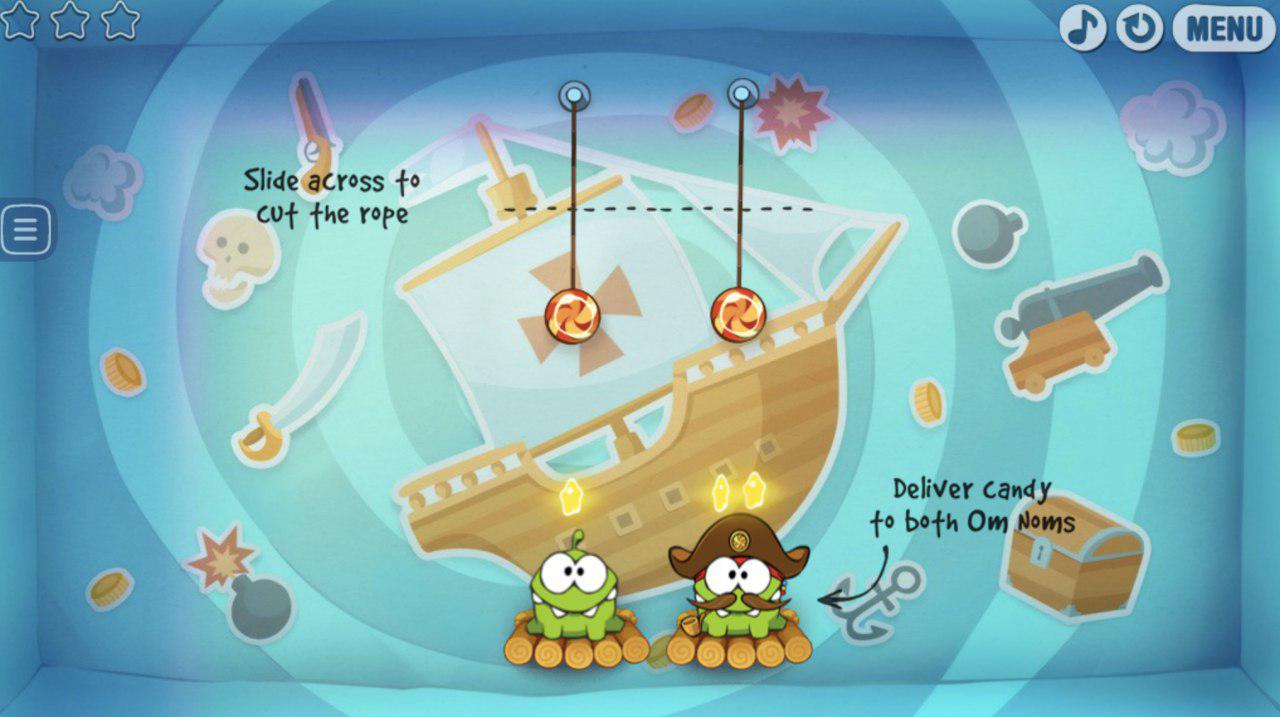 MENU
Slide across to
cut the rope
Deliver candy
to both Om Noms